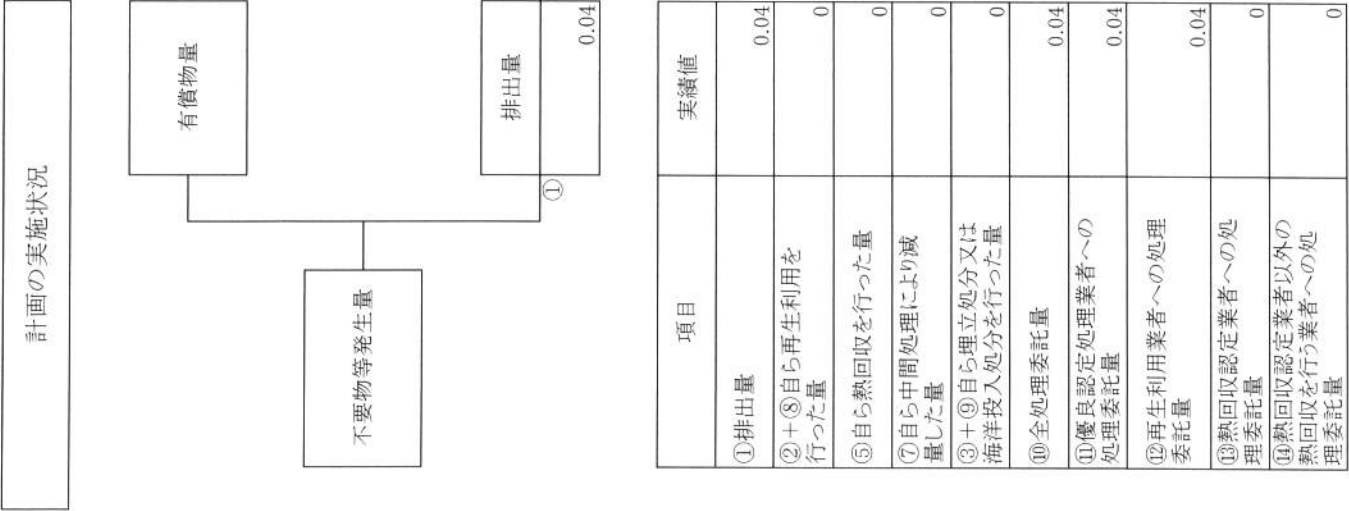 計画の実施状況
有償物量
不要物等発生量
排出量
①
0.04
項目
実績値
①排出量
0.04
②+⑧自ら再生利用を
行った量
0
⑤自ら熱回収を行った量
0
⑦自ら中間処理により減
量した量
0
③+⑨自ら埋立処分又は
海洋投入処分を行った量
0
⑩全処理委託量
0.04
⑪優良認定処理業者への
処理委託量
0.04
⑫再生利用業者への処理
委託量
0.04
⑬熱回収認定業者への処
理委託量
0
⑭熱回収認定業者以外の
熱回収を行う業者への処
理委託量
0